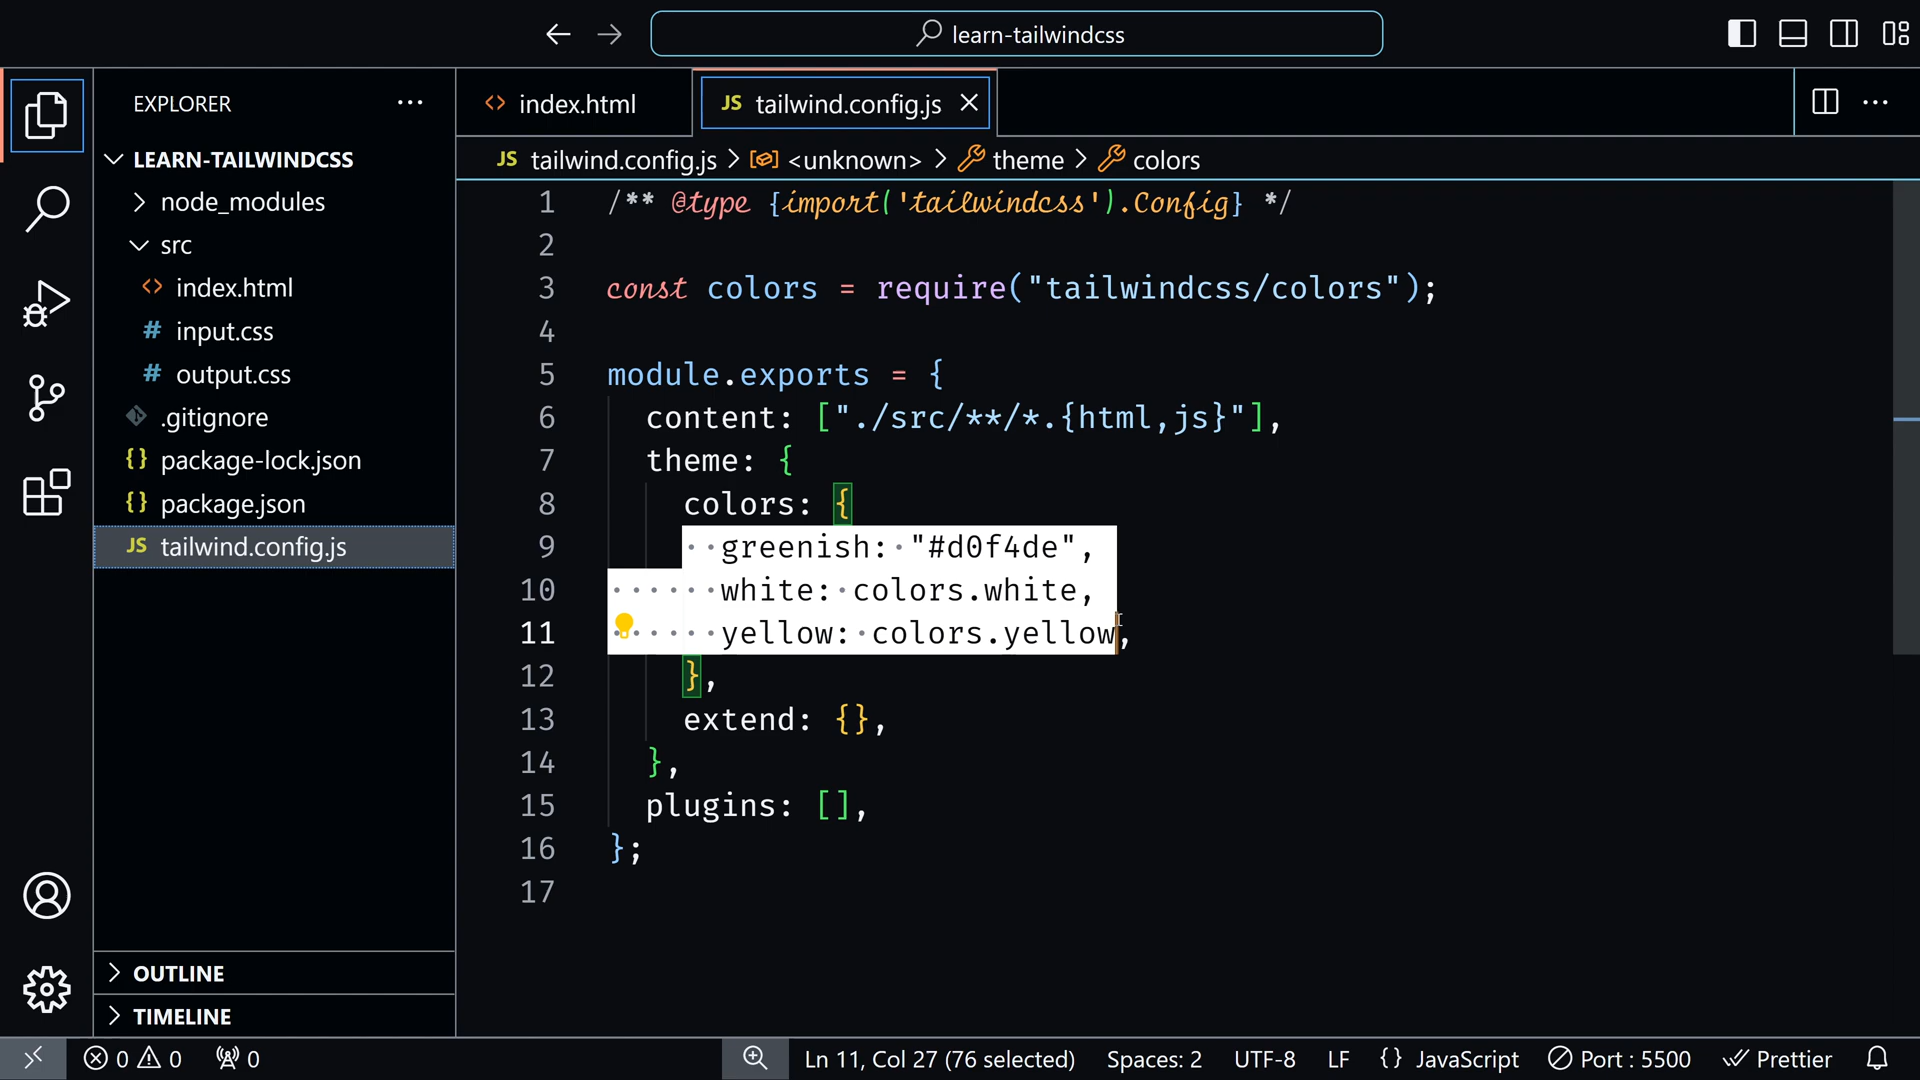 learn-tailwindcss
EXPLORER
LEARN-TAILWINDCSS
node_modules
src
index.html
input.css
output.css
.gitignore
package-lock.json
package.json
JS tailwind.config.js
OUTLINE
TIMELINE
index.html
JS tailwind.config.js
JS tailwind.config.js > <unknown> > theme > colors
1 /** @type {import('tailwindcss').Config} */
2
3 const colors = require("tailwindcss/colors");
4
5 module.exports = {
6 content: ["./src/**/*.{html,js}"],
7 theme: {
8 colors: {
9 greenish: "#d0f4de",
10 white: colors.white,
11 yellow: colors.yellow,
12 },
13 extend: {},
14 },
15 plugins: [],
16 };
17
0 0 0 Ln 11, Col 27 (76 selected) Spaces: 2 UTF-8 LF {} JavaScript Port : 5500 Prettier